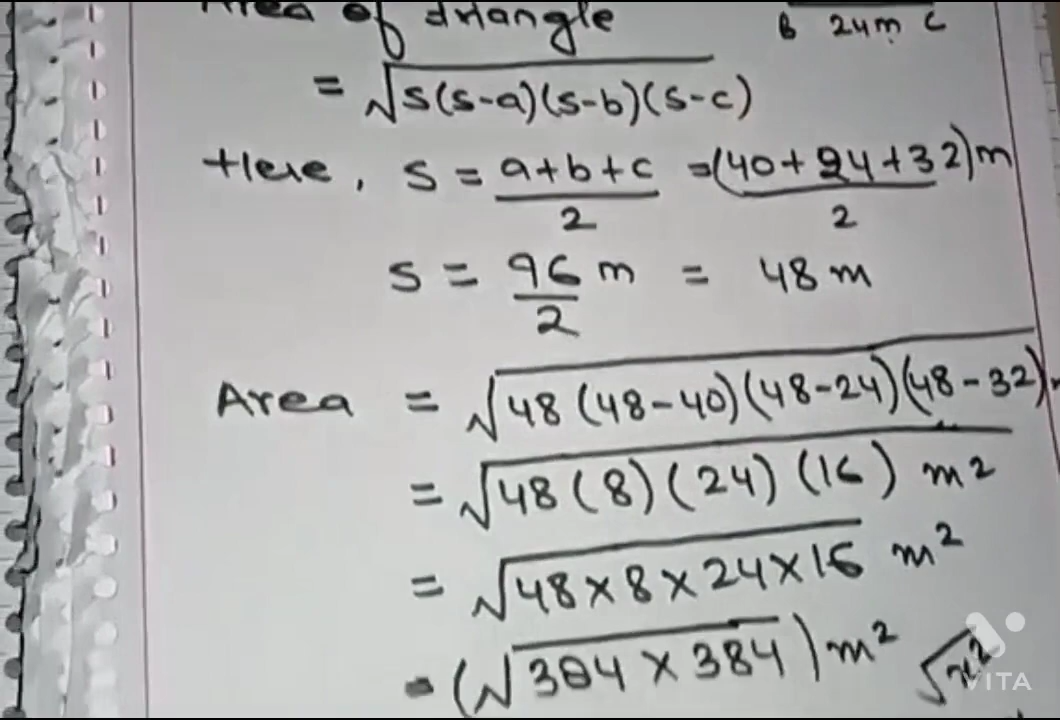 Area of triangle
B 24m C
= √s(s-a)(s-b)(s-c)
Here, s = a+b+c/2 = (40+24+32)m/2
s = 96/2 m = 48 m
Area = √48(48-40)(48-24)(48-32)
= √48(8)(24)(16) m²
= √48×8×24×16 m²
= (√384×384) m² √x²
VITA